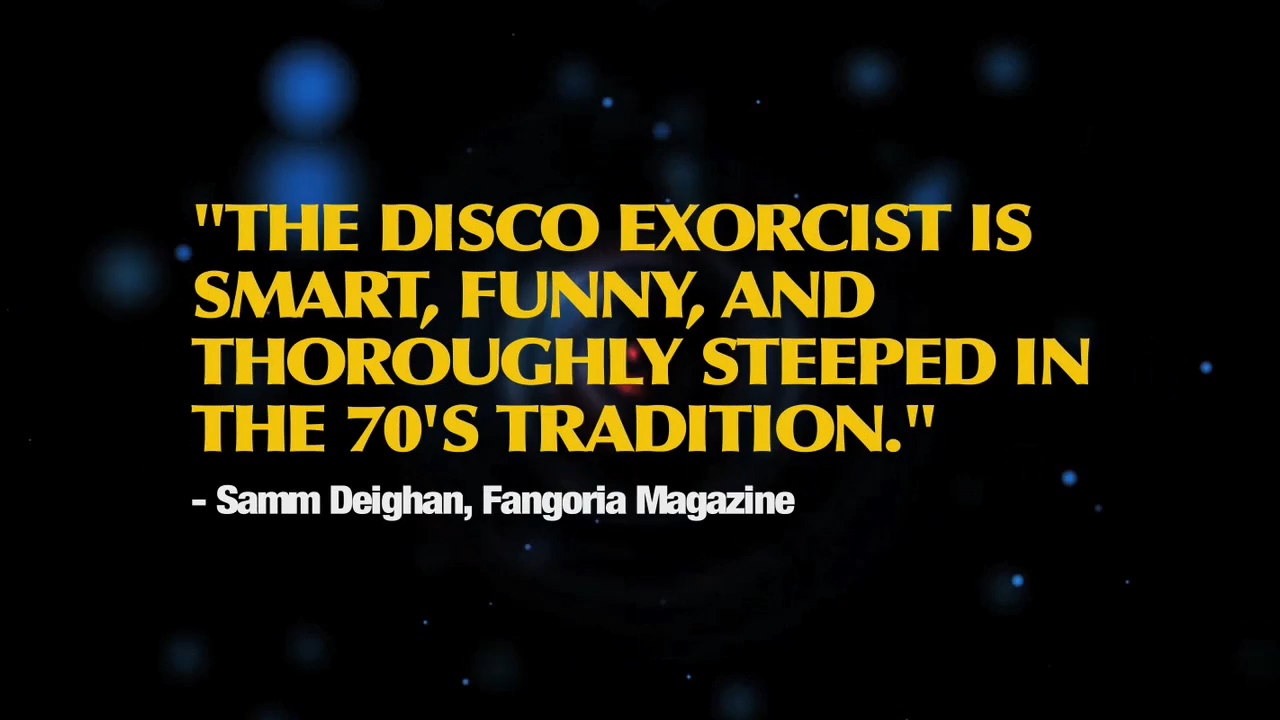 "THE DISCO EXORCIST IS
SMART, FUNNY, AND
THOROUGHLY STEEPED IN
THE 70'S TRADITION."
- Samm Deighan, Fangoria Magazine